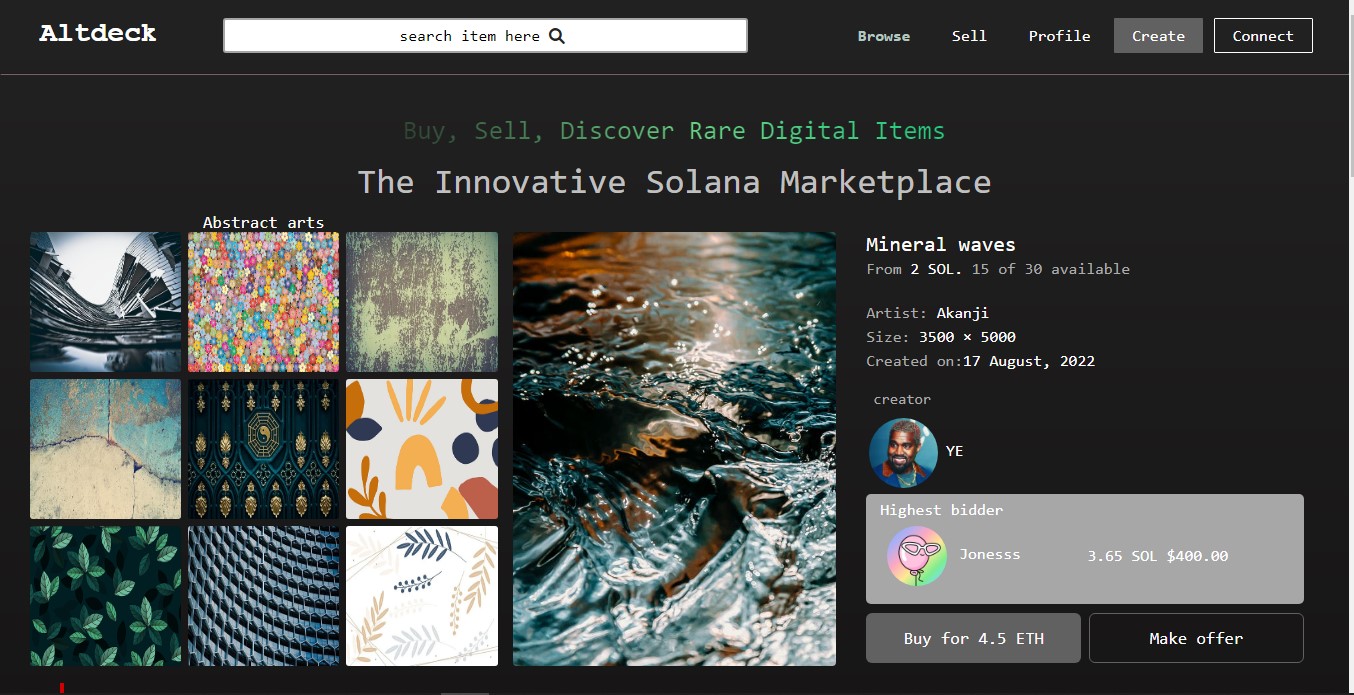 Altdeck
search item here
Browse Sell Profile Create Connect
Buy, Sell, Discover Rare Digital Items
The Innovative Solana Marketplace
Abstract arts
Mineral waves
From 2 SOL. 15 of 30 available
Artist: Akanji
Size: 3500 × 5000
Created on:17 August, 2022
creator
YE
Highest bidder
Jonesss 3.65 SOL $400.00
Buy for 4.5 ETH Make offer